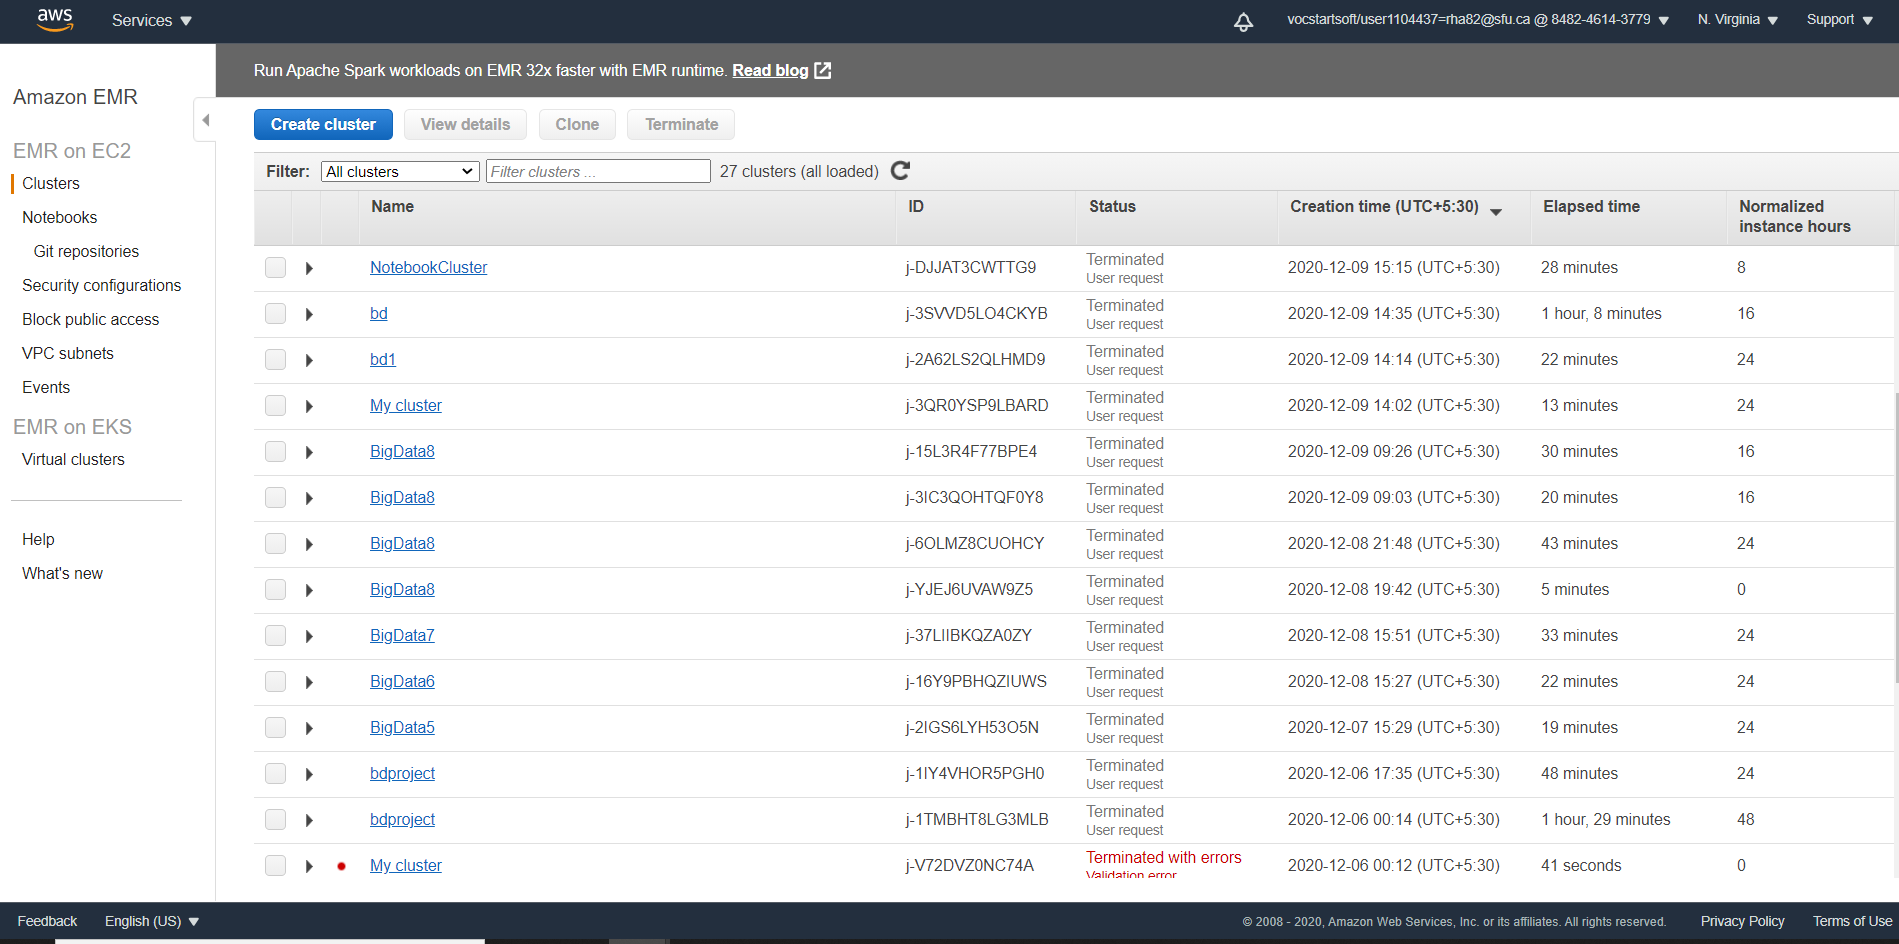 aws Services vocstartsoft/user1104437=rha82@sfu.ca @ 8482-4614-3779 N. Virginia Support
Run Apache Spark workloads on EMR 32x faster with EMR runtime. Read blog
Amazon EMR
EMR on EC2
Clusters
Notebooks
Git repositories
Security configurations
Block public access
VPC subnets
Events
EMR on EKS
Virtual clusters
Help
What's new
Create cluster View details Clone Terminate
Filter: All clusters Filter clusters ... 27 clusters (all loaded)
Name ID Status Creation time (UTC+5:30) Elapsed time Normalized
instance hours
NotebookCluster j-DJJAT3CWTTG9 Terminated 2020-12-09 15:15 (UTC+5:30) 28 minutes 8
User request
bd j-3SVVD5LO4CKYB Terminated 2020-12-09 14:35 (UTC+5:30) 1 hour, 8 minutes 16
User request
bd1 j-2A62LS2QLHMD9 Terminated 2020-12-09 14:14 (UTC+5:30) 22 minutes 24
User request
My cluster j-3QR0YSP9LBARD Terminated 2020-12-09 14:02 (UTC+5:30) 13 minutes 24
User request
BigData8 j-15L3R4F77BPE4 Terminated 2020-12-09 09:26 (UTC+5:30) 30 minutes 16
User request
BigData8 j-3IC3QOHTQF0Y8 Terminated 2020-12-09 09:03 (UTC+5:30) 20 minutes 16
User request
BigData8 j-6OLMZ8CUOHCY Terminated 2020-12-08 21:48 (UTC+5:30) 43 minutes 24
User request
BigData8 j-YJEJ6UVAW9Z5 Terminated 2020-12-08 19:42 (UTC+5:30) 5 minutes 0
User request
BigData7 j-37LIIBKQZA0ZY Terminated 2020-12-08 15:51 (UTC+5:30) 33 minutes 24
User request
BigData6 j-16Y9PBHQZIUWS Terminated 2020-12-08 15:27 (UTC+5:30) 22 minutes 24
User request
BigData5 j-2IGS6LYH53O5N Terminated 2020-12-07 15:29 (UTC+5:30) 19 minutes 24
User request
bdproject j-1IY4VHOR5PGH0 Terminated 2020-12-06 17:35 (UTC+5:30) 48 minutes 24
User request
bdproject j-1TMBHT8LG3MLB Terminated 2020-12-06 00:14 (UTC+5:30) 1 hour, 29 minutes 48
User request
My cluster j-V72DVZ0NC74A Terminated with errors 2020-12-06 00:12 (UTC+5:30) 41 seconds 0
Validation error
Feedback English (US) © 2008 - 2020, Amazon Web Services, Inc. or its affiliates. All rights reserved. Privacy Policy Terms of Use